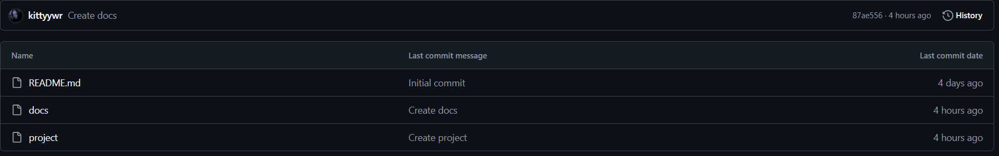 kittyywr Create docs 87ae556 · 4 hours ago History
Name Last commit message Last commit date
README.md Initial commit 4 days ago
docs Create docs 4 hours ago
project Create project 4 hours ago